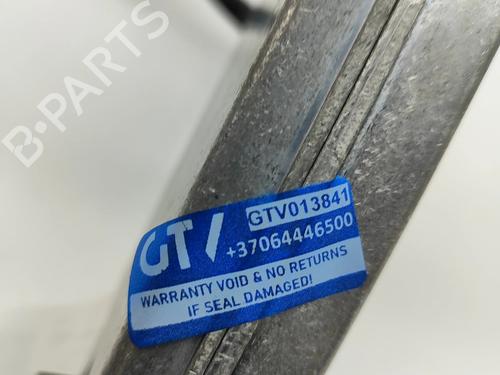 B-PARTS
GTV
GTV013841
+37064446500
WARRANTY VOID & NO RETURNS
IF SEAL DAMAGED!